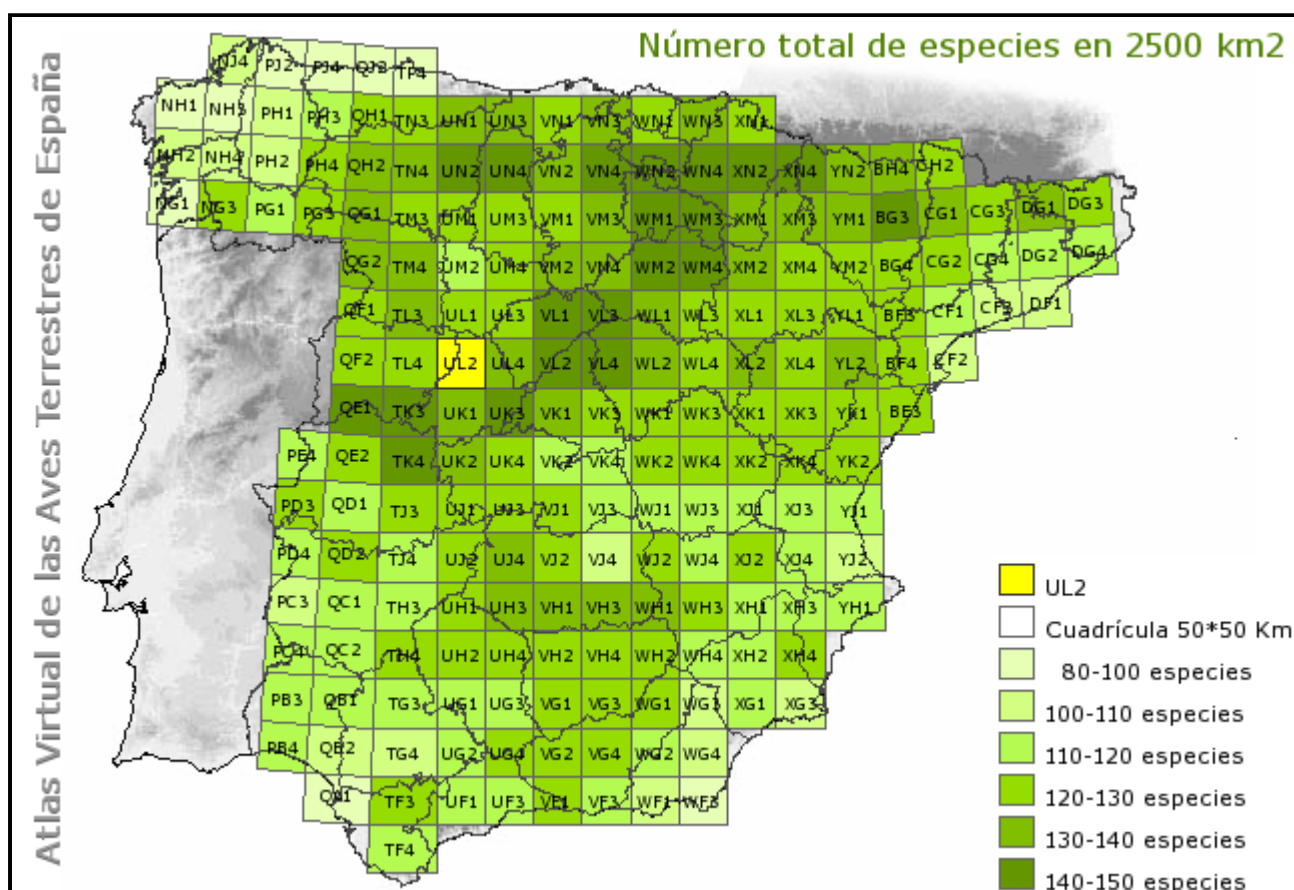 Número total de especies en 2500 km2
Atlas Virtual de las Aves Terrestres de España
NJ4 PJ2 PJ4 QJ2 TP4
NH1 NH3 PH1 PH3 QH1 TN3 UN1 UN3 VN1 VN3 WN1 WN3 XN1
NH2 NH4 PH2 PH4 QH2 TN4 UN2 UN4 VN2 VN4 WN2 WN4 XN2 XN4 YN2 BH4 CH2
NG1 NG3 PG1 PG3 QG1 TM3 UM1 UM3 VM1 VM3 WM1 WM3 XM1 XM3 YM1 BG3 CG1 CG3 DG1 DG3
QG2 TM4 UM2 UM4 VM2 VN4 WM2 WM4 XM2 XM4 YM2 BG4 CG2 CG4 DG2 DG4
QF1 TL3 UL1 UL3 VL1 VL3 WL1 WL3 XL1 XL3 YL1 BF3 CF1 CF3 DF1
QF2 TL4 UL2 UL4 VL2 VL4 WL2 WL4 XL2 XL4 YL2 BF4 CF2
QE1 TK3 UK1 UK3 VK1 VK3 WK1 WK3 XK1 XK3 YK1 BE3
PE4 QE2 TK4 UK2 UK4 VK2 VK4 WK2 WK4 XK2 XK4 YK2
PD3 QD1 TJ3 UJ1 UJ3 VJ1 VJ3 WJ1 WJ3 XJ1 XJ3 YJ1
PD4 QD2 TJ4 UJ2 UJ4 VJ2 VJ4 WJ2 WJ4 XJ2 XJ4 YJ2
PC3 QC1 TH3 UH1 UH3 VH1 VH3 WH1 WH3 XH1 XH3 YH1
PC4 QC2 TH4 UH2 UH4 VH2 VH4 WH2 WH4 XH2 XH4
PB3 QB1 TG3 UG1 UG3 VG1 VG3 WG1 WG3 XG1 XG3
PB4 QB2 TG4 UG2 UG4 VG2 VG4 WG2 WG4
QA1 TF3 UF1 UF3 VF1 VF3 WF1 WF3
TF4
UL2
Cuadrícula 50*50 Km
80-100 especies
100-110 especies
110-120 especies
120-130 especies
130-140 especies
140-150 especies